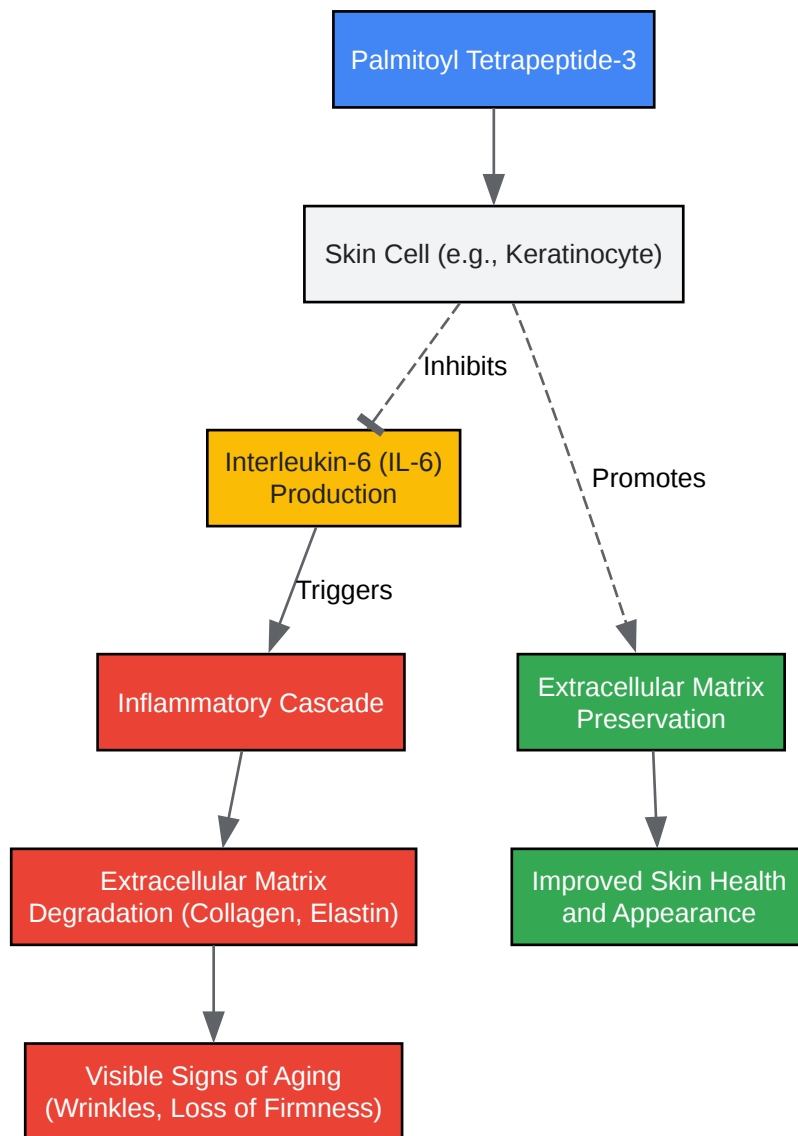 Palmitoyl Tetrapeptide-3
Skin Cell (e.g., Keratinocyte)
Inhibits
Interleukin-6 (IL-6)
Production
Promotes
Triggers
Inflammatory Cascade
Extracellular Matrix
Preservation
Extracellular Matrix
Degradation (Collagen, Elastin)
Improved Skin Health
and Appearance
Visible Signs of Aging
(Wrinkles, Loss of Firmness)